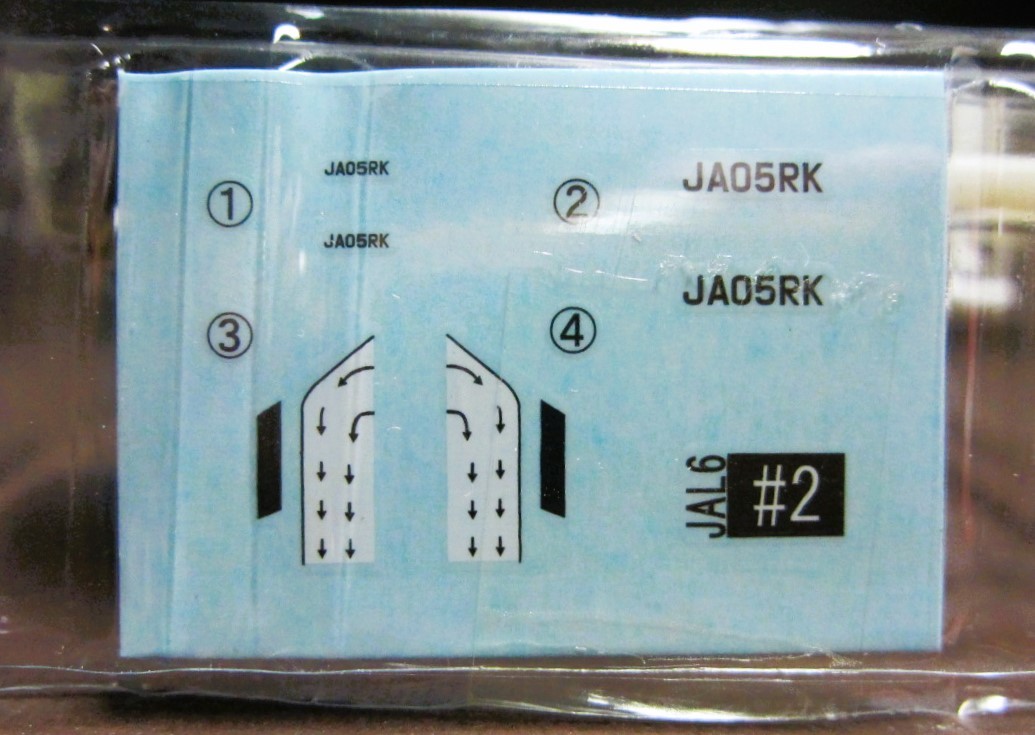 ① JA05RK
② JA05RK
JA05RK
JA05RK
③
④
JAL6
#2